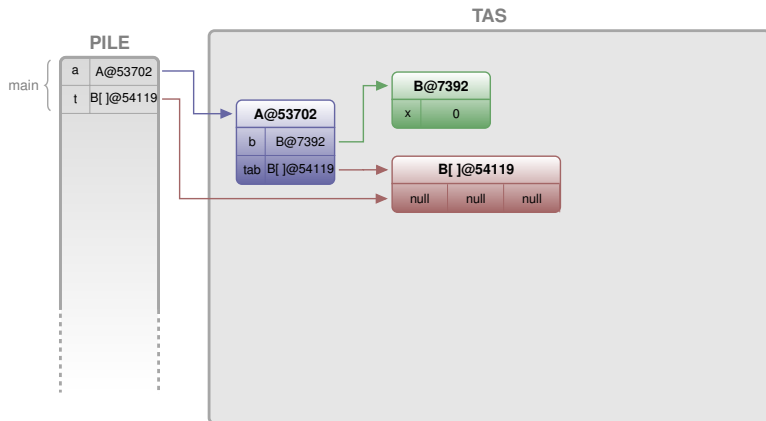 TAS
PILE
main
a A@53702
t B[ ]@54119
A@53702
b B@7392
tab B[ ]@54119
B@7392
x 0
B[ ]@54119
null null null